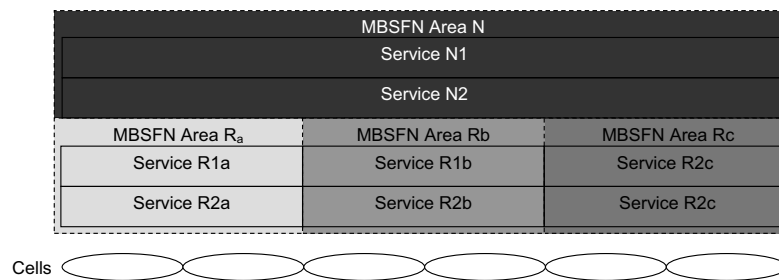 MBSFN Area N
Service N1
Service N2
MBSFN Area Ra MBSFN Area Rb MBSFN Area Rc
Service R1a Service R1b Service R2c
Service R2a Service R2b Service R2c
Cells